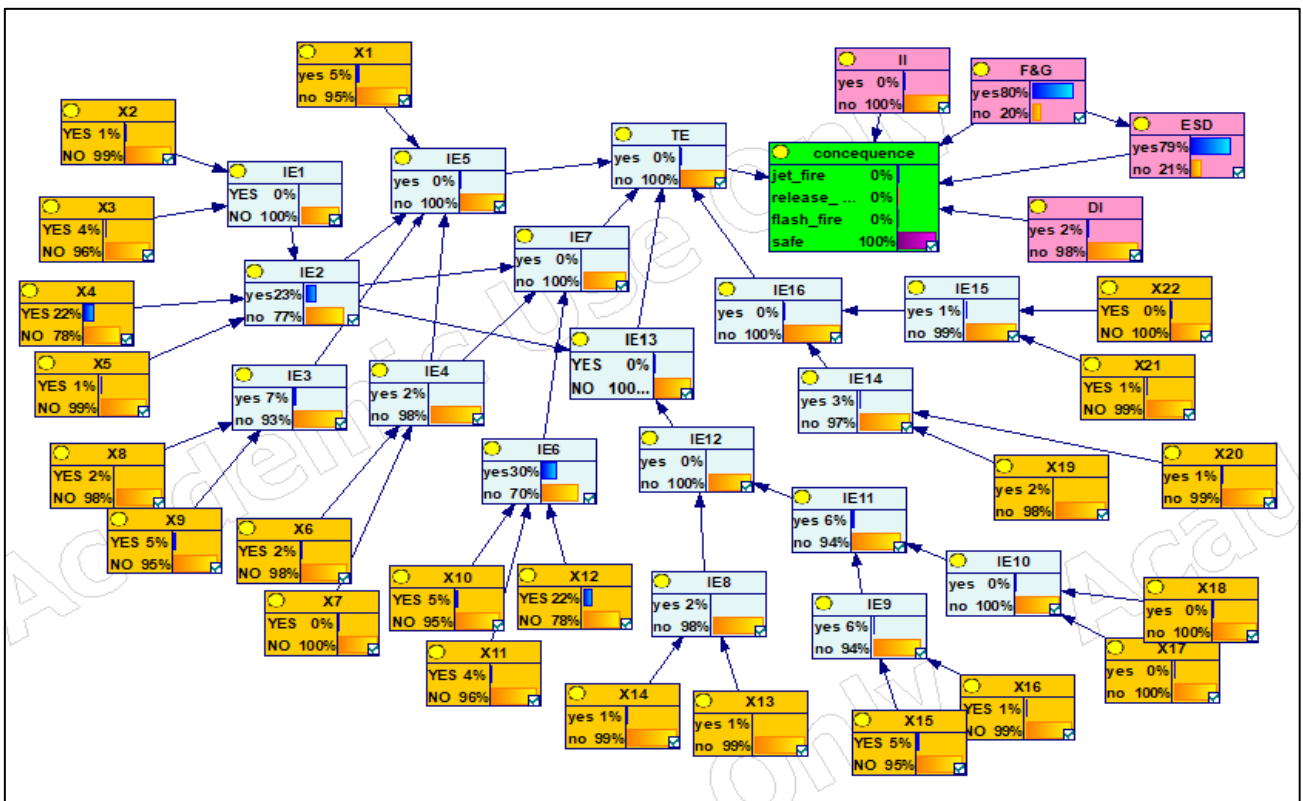 X1
yes 5%
no 95%
X2
YES 1%
NO 99%
X3
YES 4%
NO 96%
IE1
YES 0%
NO 100%
IE5
yes 0%
no 100%
TE
yes 0%
no 100%
II
yes 0%
no 100%
F&G
yes 80%
no 20%
ESD
yes 79%
no 21%
concequence
jet_fire 0%
release_ ... 0%
flash_fire 0%
safe 100%
DI
yes 2%
no 98%
X4
YES 22%
NO 78%
IE2
yes 23%
no 77%
IE7
yes 0%
no 100%
X5
YES 1%
NO 99%
IE3
yes 7%
no 93%
IE4
yes 2%
no 98%
IE13
YES 0%
NO 100...
IE16
yes 0%
no 100%
IE15
yes 1%
no 99%
X22
YES 0%
NO 100%
X21
YES 1%
NO 99%
IE14
yes 3%
no 97%
X8
YES 2%
NO 98%
X9
YES 5%
NO 95%
X6
YES 2%
NO 98%
X7
YES 0%
NO 100%
IE6
yes 30%
no 70%
IE12
yes 0%
no 100%
X19
yes 2%
no 98%
X20
yes 1%
no 99%
IE11
yes 6%
no 94%
IE10
yes 0%
no 100%
X10
YES 5%
NO 95%
X12
YES 22%
NO 78%
X11
YES 4%
NO 96%
IE8
yes 2%
no 98%
IE9
yes 6%
no 94%
X18
yes 0%
no 100%
X17
yes 0%
no 100%
X14
yes 1%
no 99%
X13
yes 1%
no 99%
X15
YES 5%
NO 95%
X16
YES 1%
NO 99%
Academic Use Only
Only
Acad